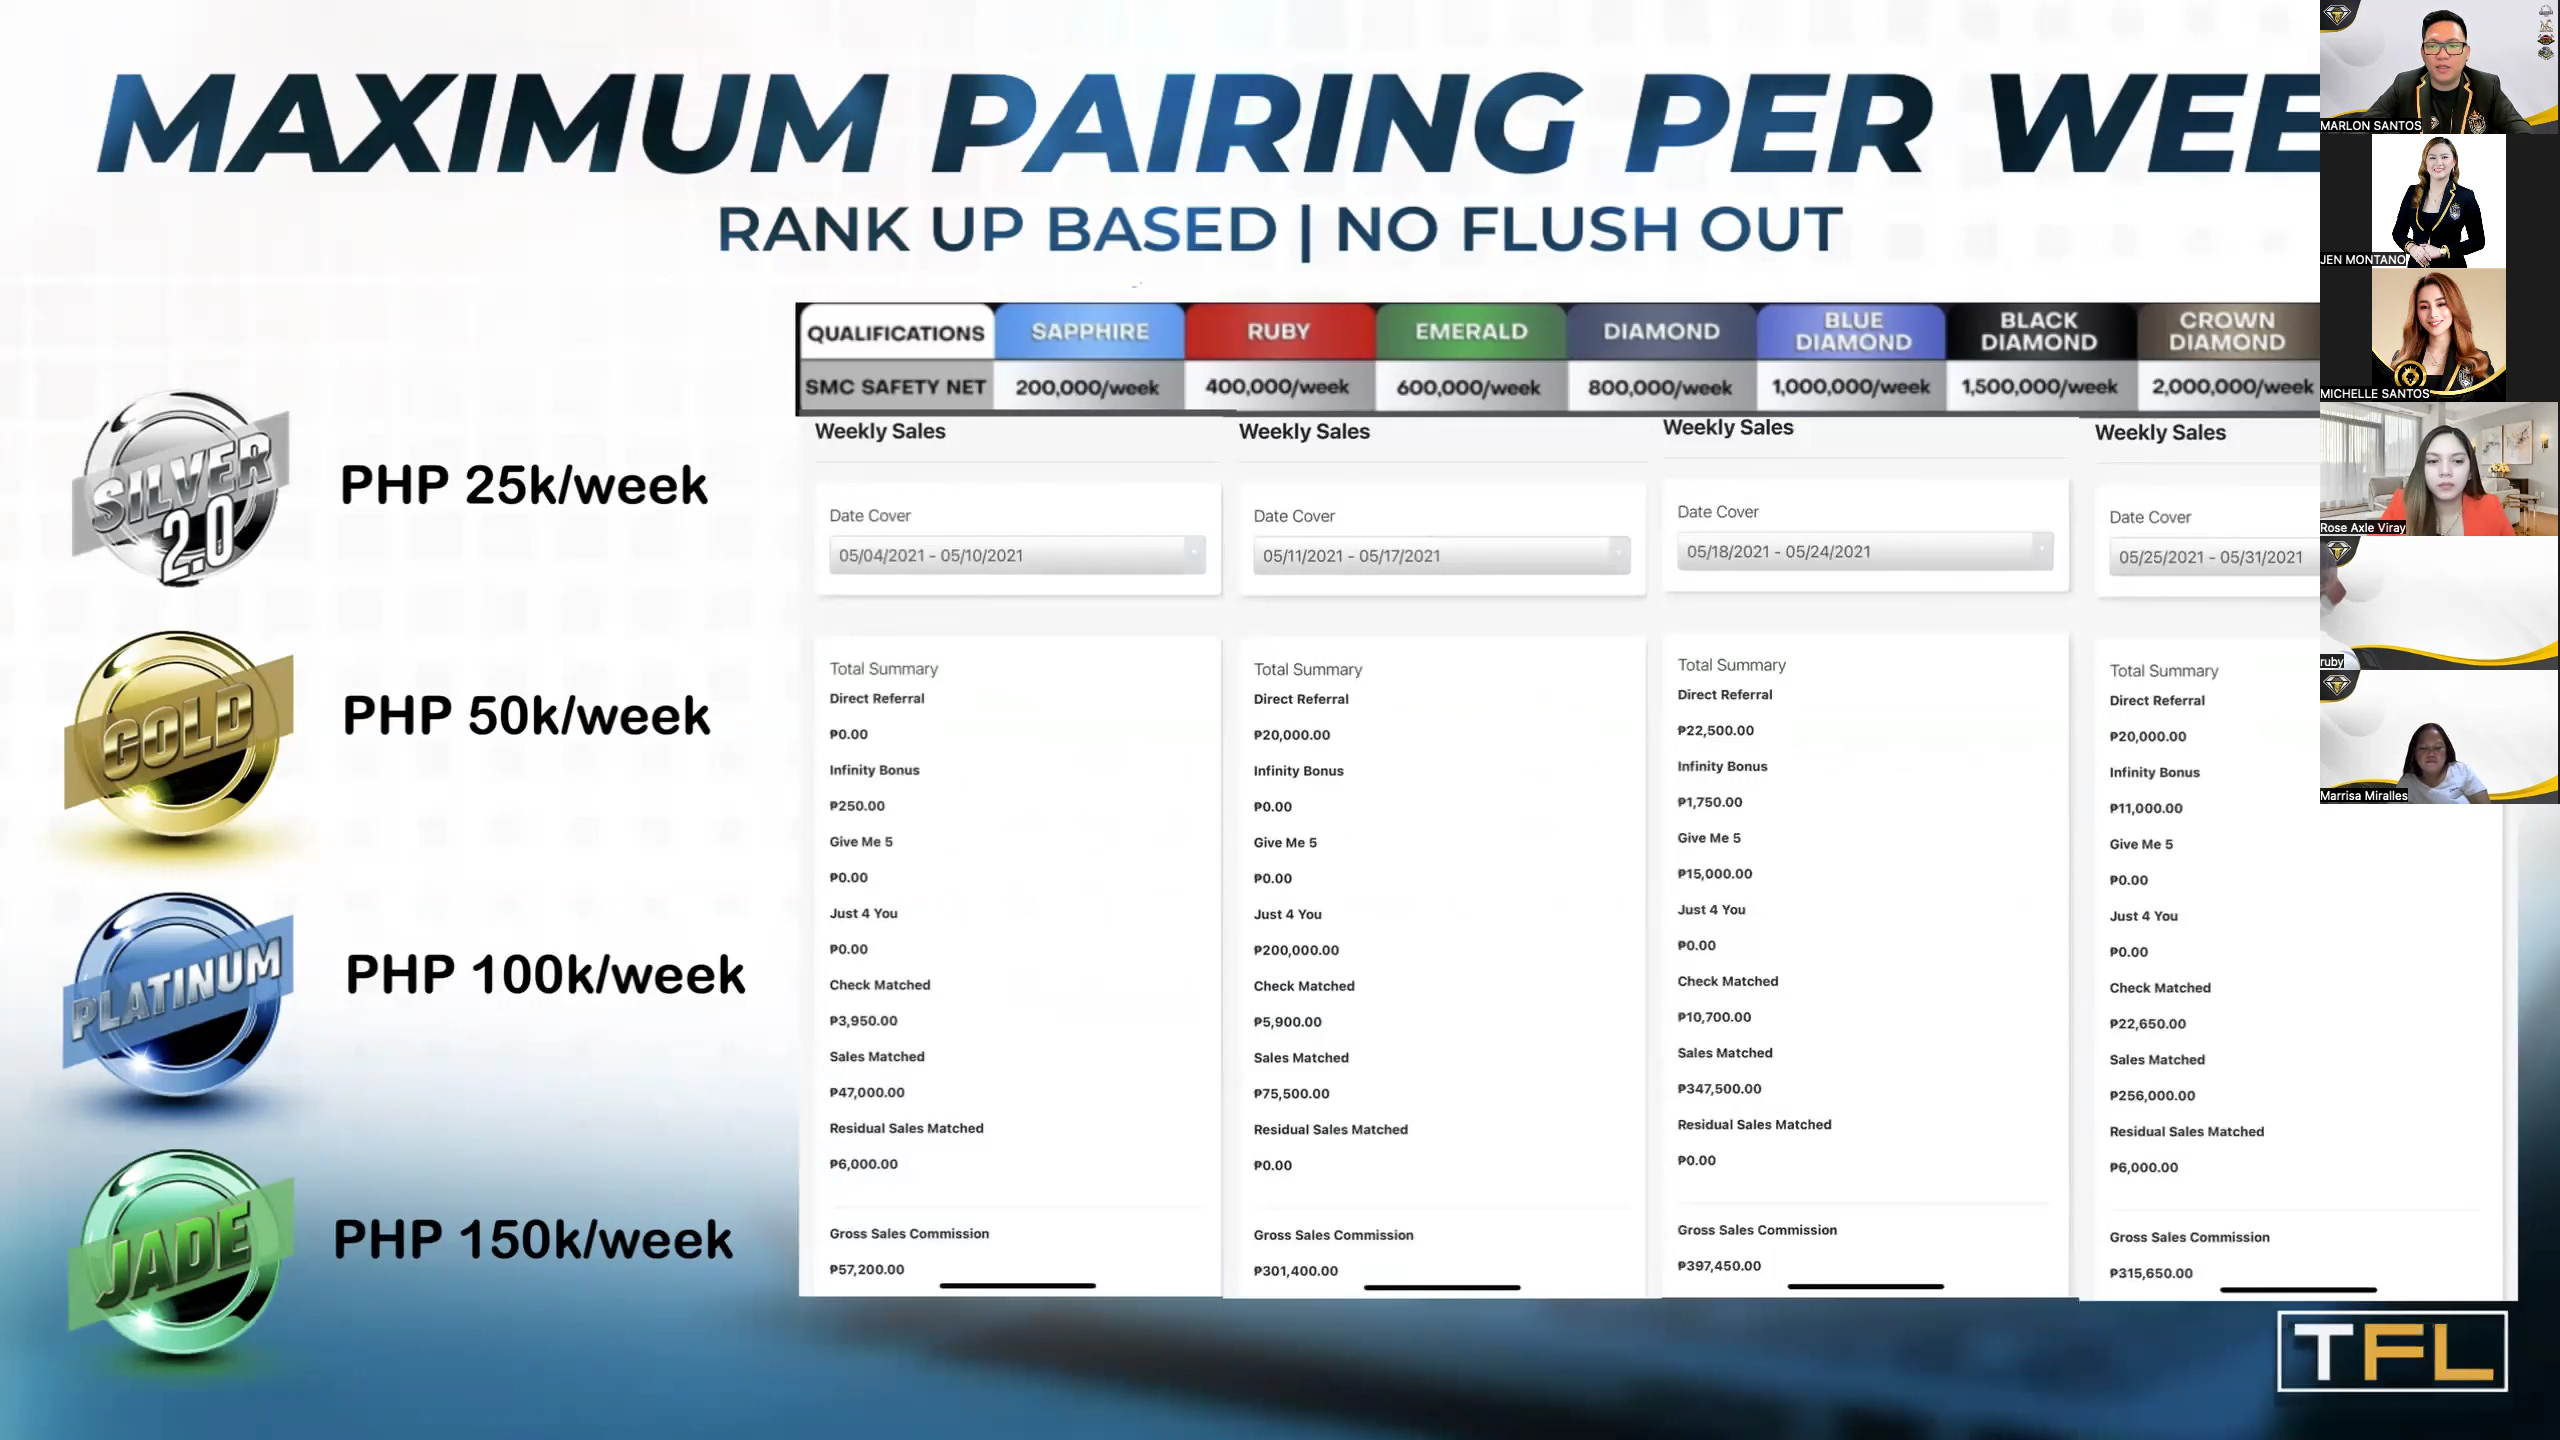 MAXIMUM PAIRING PER WEE
RANK UP BASED | NO FLUSH OUT
SILVER 2.0
PHP 25k/week
GOLD
PHP 50k/week
PLATINUM
PHP 100k/week
JADE
PHP 150k/week
QUALIFICATIONS SAPPHIRE RUBY EMERALD DIAMOND BLUE DIAMOND BLACK DIAMOND CROWN DIAMOND
SMC SAFETY NET 200,000/week 400,000/week 600,000/week 800,000/week 1,000,000/week 1,500,000/week 2,000,000/week
Weekly Sales
Date Cover
05/04/2021 - 05/10/2021
Total Summary
Direct Referral
₱0.00
Infinity Bonus
₱250.00
Give Me 5
₱0.00
Just 4 You
₱0.00
Check Matched
₱3,950.00
Sales Matched
₱47,000.00
Residual Sales Matched
₱6,000.00
Gross Sales Commission
₱57,200.00
Weekly Sales
Date Cover
05/11/2021 - 05/17/2021
Total Summary
Direct Referral
₱20,000.00
Infinity Bonus
₱0.00
Give Me 5
₱0.00
Just 4 You
₱200,000.00
Check Matched
₱5,900.00
Sales Matched
₱75,500.00
Residual Sales Matched
₱0.00
Gross Sales Commission
₱301,400.00
Weekly Sales
Date Cover
05/18/2021 - 05/24/2021
Total Summary
Direct Referral
₱22,500.00
Infinity Bonus
₱1,750.00
Give Me 5
₱15,000.00
Just 4 You
₱0.00
Check Matched
₱10,700.00
Sales Matched
₱347,500.00
Residual Sales Matched
₱0.00
Gross Sales Commission
₱397,450.00
Weekly Sales
Date Cover
05/25/2021 - 05/31/2021
Total Summary
Direct Referral
₱20,000.00
Infinity Bonus
₱11,000.00
Give Me 5
₱0.00
Just 4 You
₱0.00
Check Matched
₱22,650.00
Sales Matched
₱256,000.00
Residual Sales Matched
₱6,000.00
Gross Sales Commission
₱315,650.00
MARLON SANTOS
JEN MONTANO
MICHELLE SANTOS
Rose Axle Viray
ruby
Marrisa Miralles
TFL